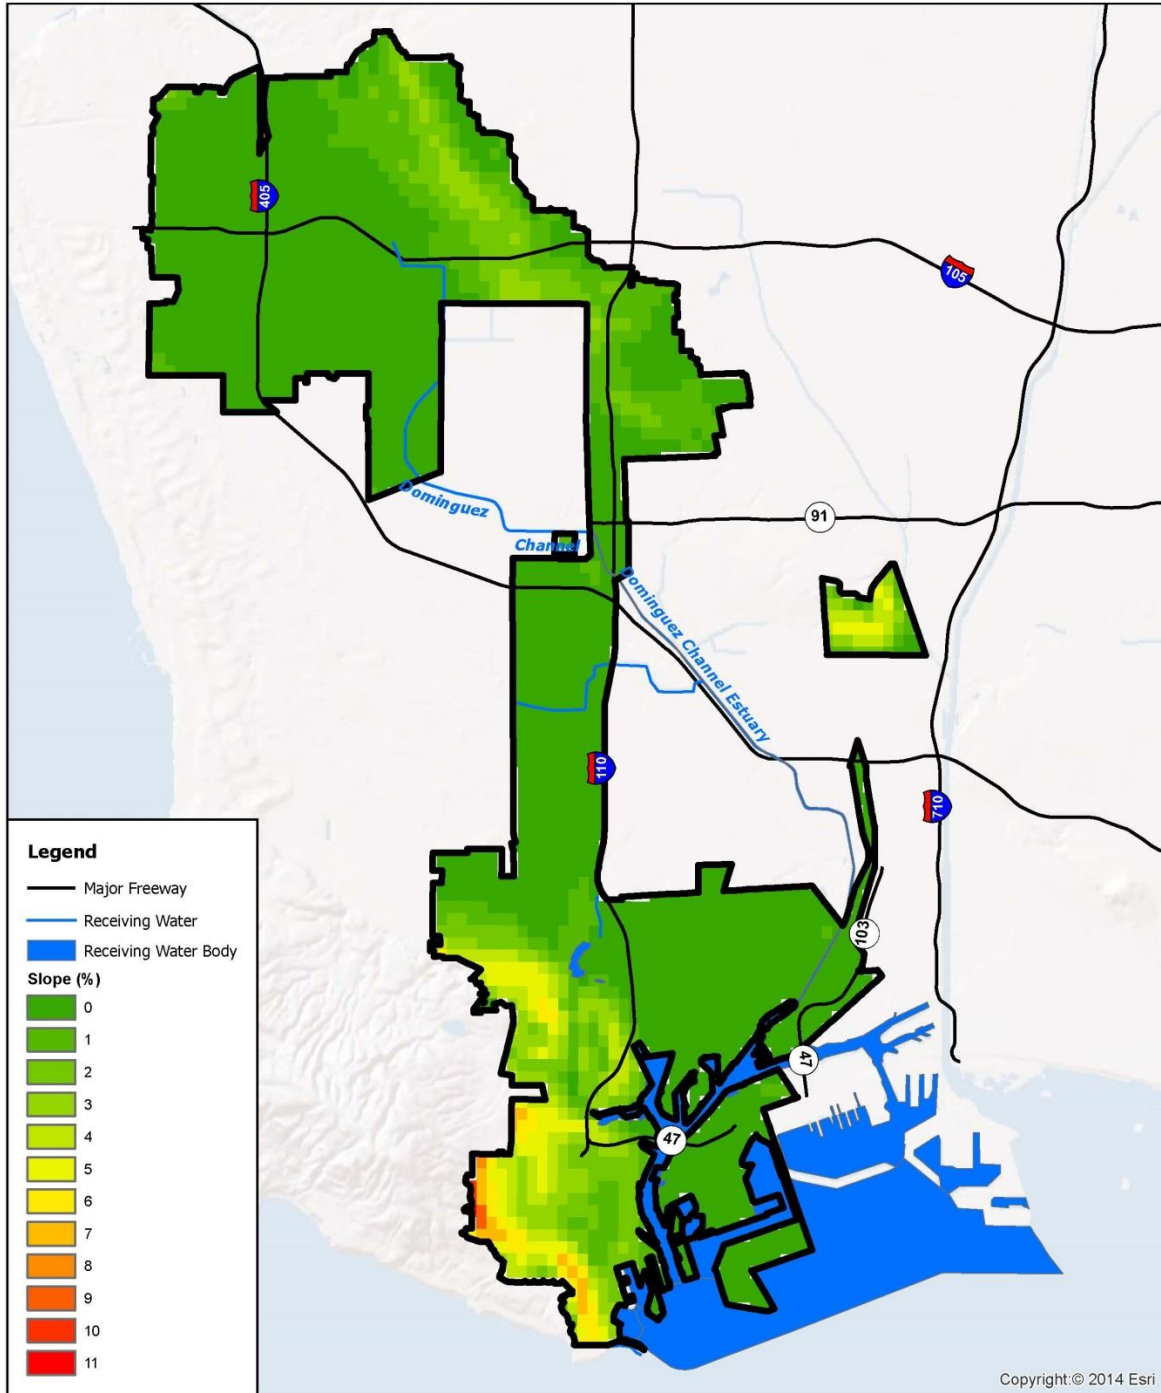 405
105
91
Dominguez
Channel
Dominguez Channel Estuary
110
710
103
47
47
Legend
Major Freeway
Receiving Water
Receiving Water Body
Slope (%)
0
1
2
3
4
5
6
7
8
9
10
11
Copyright:© 2014 Esri